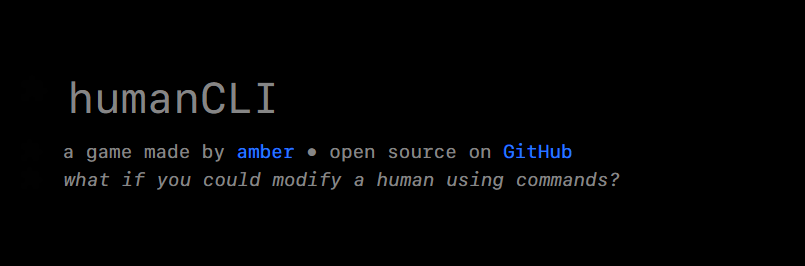 humanCLI
a game made by amber • open source on GitHub
what if you could modify a human using commands?